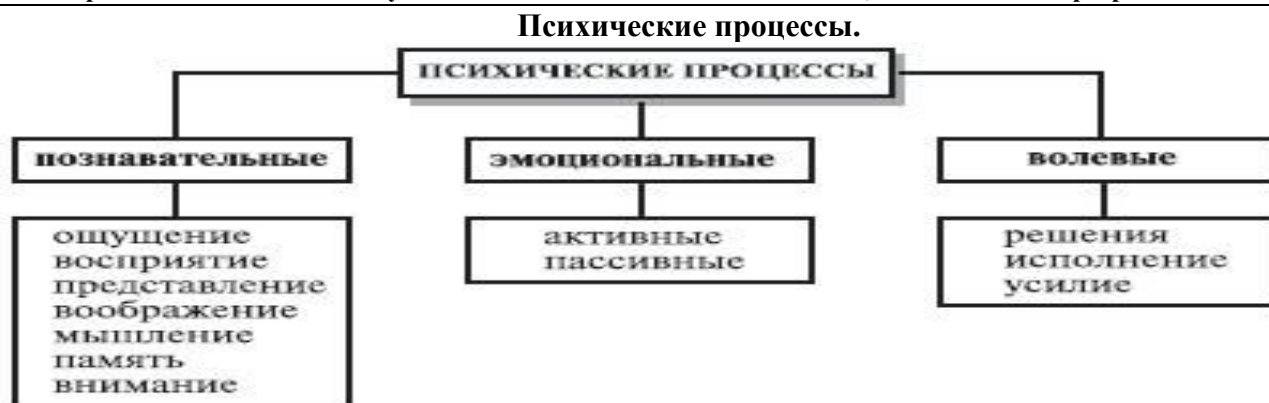 Психические процессы.
ПСИХИЧЕСКИЕ ПРОЦЕССЫ
познавательные
эмоциональные
волевые
ощущение
восприятие
представление
воображение
мышление
память
внимание
активные
пассивные
решения
исполнение
усилие